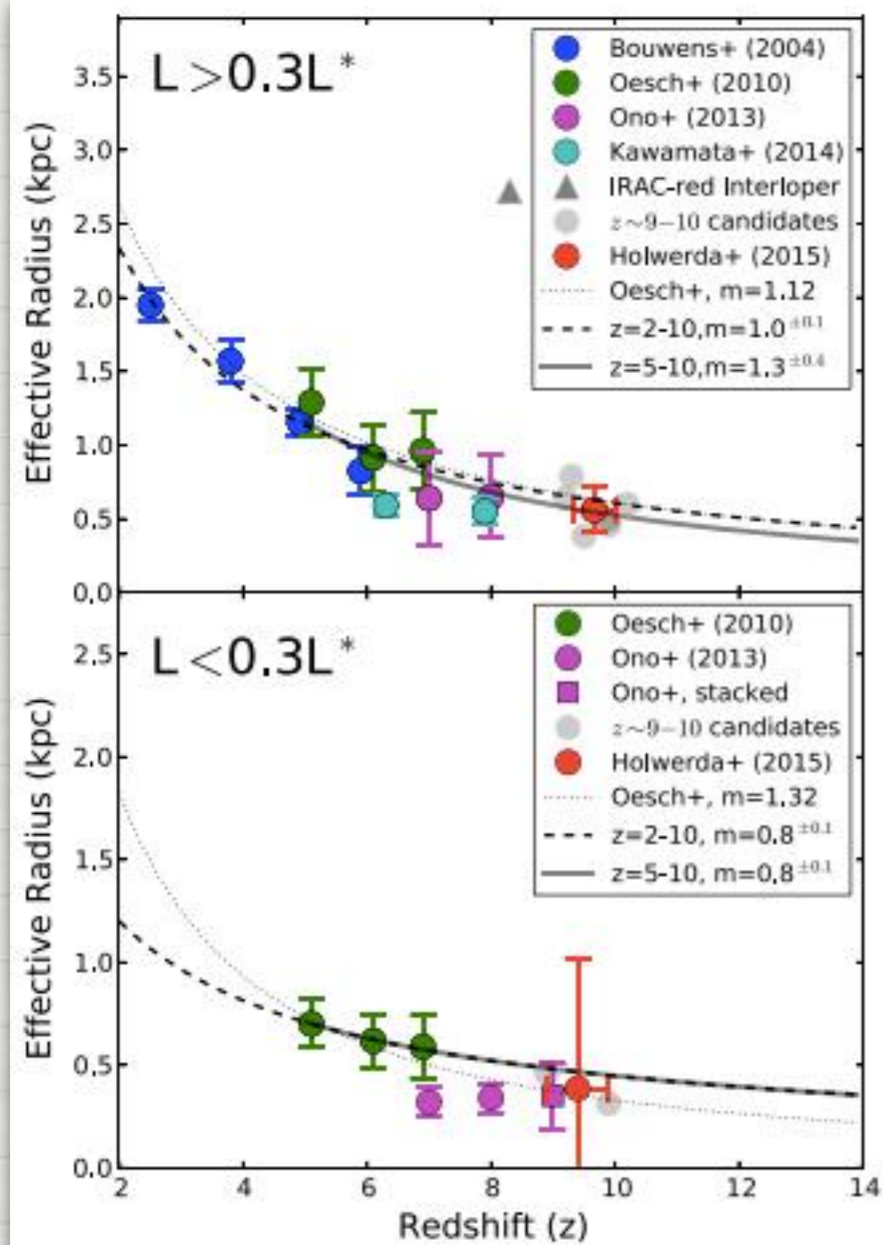 L >0.3L*
Effective Radius (kpc)
3.5
3.0
2.5
2.0
1.5
1.0
0.5
0.0
Bouwens+ (2004)
Oesch+ (2010)
Ono+ (2013)
Kawamata+ (2014)
IRAC-red Interloper
z~9−10 candidates
Holwerda+ (2015)
Oesch+, m=1.12
z=2-10,m=1.0±0.1
z=5-10,m=1.3±0.4
L <0.3L*
Effective Radius (kpc)
2.5
2.0
1.5
1.0
0.5
0.0
Oesch+ (2010)
Ono+ (2013)
Ono+, stacked
z~9−10 candidates
Holwerda+ (2015)
Oesch+, m=1.32
z=2-10, m=0.8±0.1
z=5-10, m=0.8±0.1
2 4 6 8 10 12 14
Redshift (z)